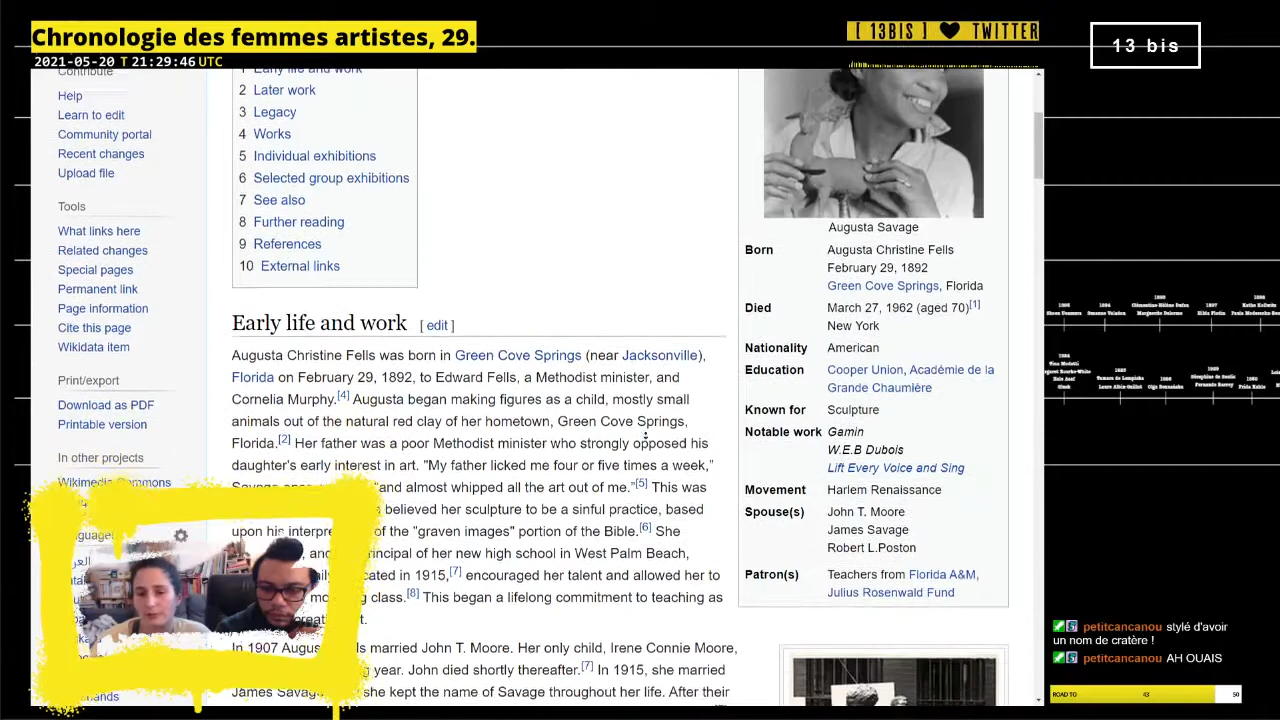 Chronologie des femmes artistes, 29.
2021-05-20 T 21:29:46 UTC
[ 13BIS ] TWITTER
13 bis
Contribute
Help
Learn to edit
Community portal
Recent changes
Upload file
Tools
What links here
Related changes
Special pages
Permanent link
Page information
Cite this page
Wikidata item
Print/export
Download as PDF
Printable version
In other projects
Wikimedia Commons
1 Early life and work
2 Later work
3 Legacy
4 Works
5 Individual exhibitions
6 Selected group exhibitions
7 See also
8 Further reading
9 References
10 External links
Early life and work [ edit ]
Augusta Christine Fells was born in Green Cove Springs (near Jacksonville),
Florida on February 29, 1892, to Edward Fells, a Methodist minister, and
Cornelia Murphy.[4] Augusta began making figures as a child, mostly small
animals out of the natural red clay of her hometown, Green Cove Springs,
Florida.[2] Her father was a poor Methodist minister who strongly opposed his
daughter's early interest in art. "My father licked me four or five times a week,"
"and almost whipped all the art out of me."[5] This was
believed her sculpture to be a sinful practice, based
upon his of the "graven images" portion of the Bible.[6] She
of her new high school in West Palm Beach,
in 1915,[7] encouraged her talent and allowed her to
class.[8] This began a lifelong commitment to teaching as
In 1907 married John T. Moore. Her only child, Irene Connie Moore,
year. John died shortly thereafter.[7] In 1915, she married
James she kept the name of Savage throughout her life. After their
Augusta Savage
Born Augusta Christine Fells
February 29, 1892
Green Cove Springs, Florida
Died March 27, 1962 (aged 70)[1]
New York
Nationality American
Education Cooper Union, Académie de la
Grande Chaumière
Known for Sculpture
Notable work Gamin
W.E.B Dubois
Lift Every Voice and Sing
Movement Harlem Renaissance
Spouse(s) John T. Moore
James Savage
Robert L.Poston
Patron(s) Teachers from Florida A&M,
Julius Rosenwald Fund
petitcancanou stylé d'avoir
un nom de cratère !
petitcancanou AH OUAIS
ROAD TO 43 50